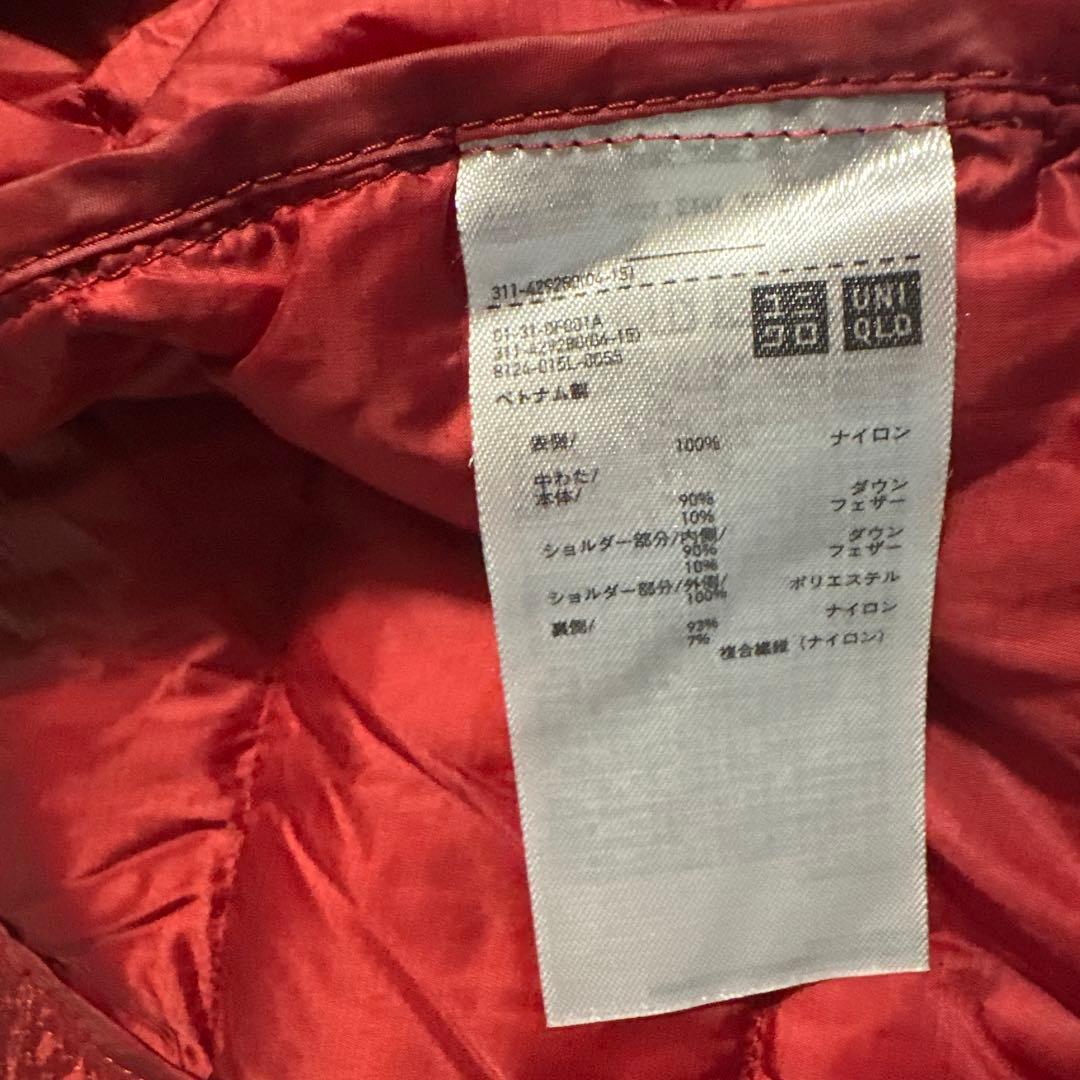 311-429280(04-15)
01-31-DF001A
311-429280(04-15)
8124-015L-0055
ユニ
クロ
UNI
QLO
ベトナム製
表側/ 100% ナイロン
中わた/
本体/ 90% ダウン
10% フェザー
ショルダー部分/内側/
90% ダウン
10% フェザー
ショルダー部分/外側/
100% ポリエステル
裏側/ 93% ナイロン
7% 複合繊維(ナイロン)